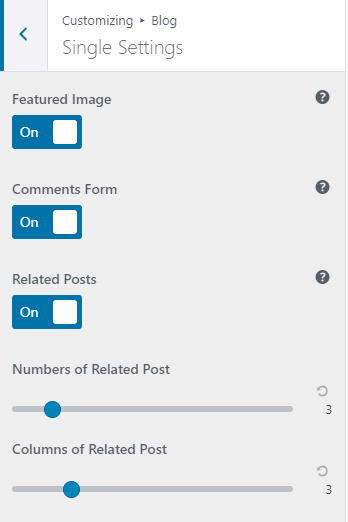 Customizing ▸ Blog
Single Settings
Featured Image
On
Comments Form
On
Related Posts
On
Numbers of Related Post
3
Columns of Related Post
3